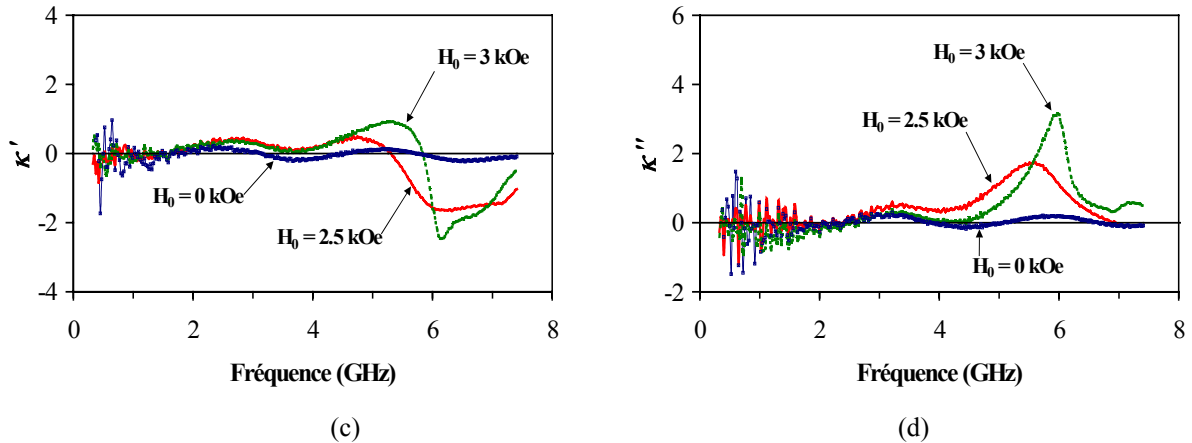 4
2
0
-2
-4
κ'
H0 = 3 kOe
H0 = 0 kOe
H0 = 2.5 kOe
0 2 4 6 8
Fréquence (GHz)
(c)
6
4
2
0
-2
κ''
H0 = 3 kOe
H0 = 2.5 kOe
H0 = 0 kOe
0 2 4 6 8
Fréquence (GHz)
(d)